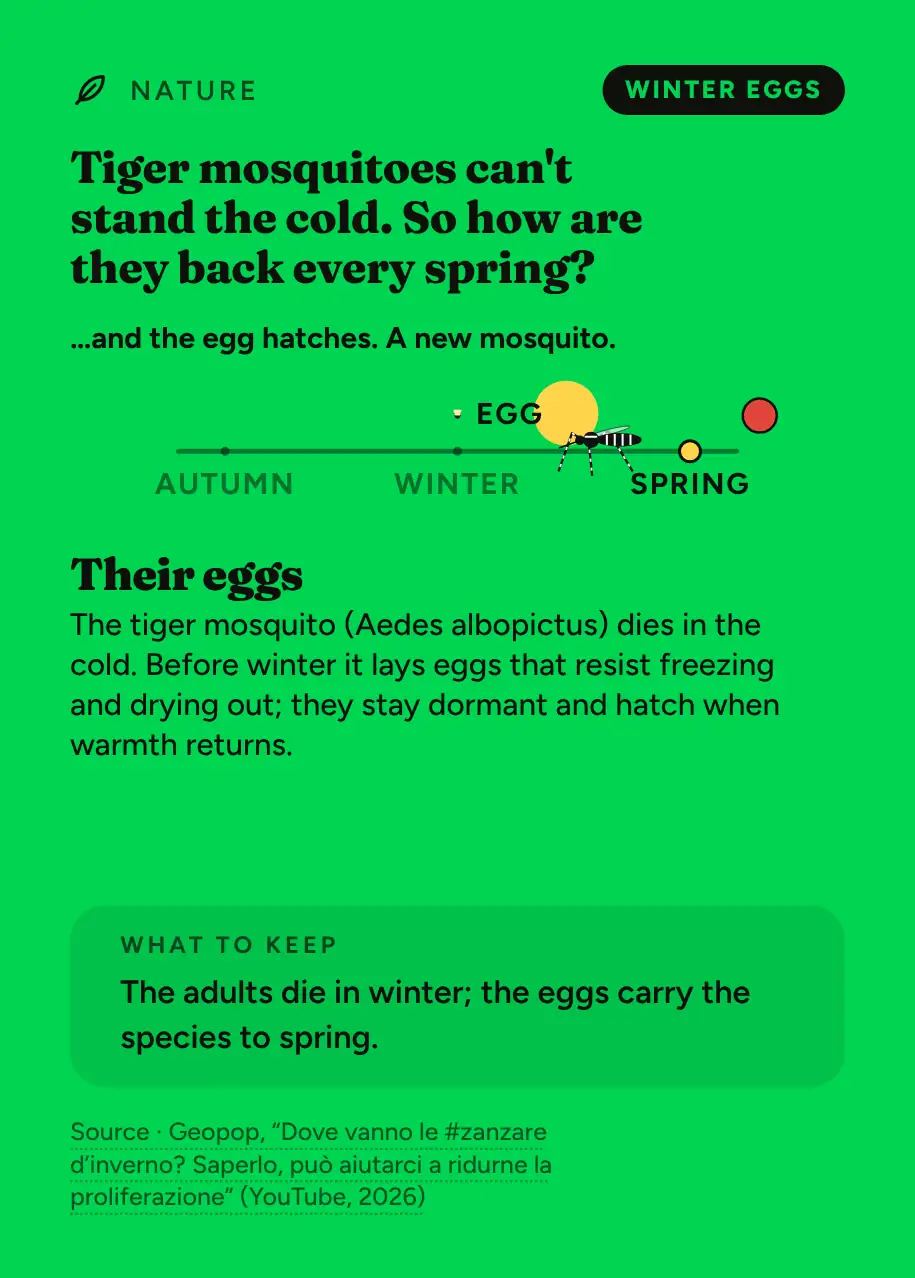 NATURE
WINTER EGGS
Tiger mosquitoes can't
stand the cold. So how are
they back every spring?
…and the egg hatches. A new mosquito.
EGG
AUTUMN
WINTER
SPRING
Their eggs
The tiger mosquito (Aedes albopictus) dies in the
cold. Before winter it lays eggs that resist freezing
and drying out; they stay dormant and hatch when
warmth returns.
WHAT TO KEEP
The adults die in winter; the eggs carry the
species to spring.
Source · Geopop, “Dove vanno le #zanzare
d’inverno? Saperlo, può aiutarci a ridurne la
proliferazione” (YouTube, 2026)